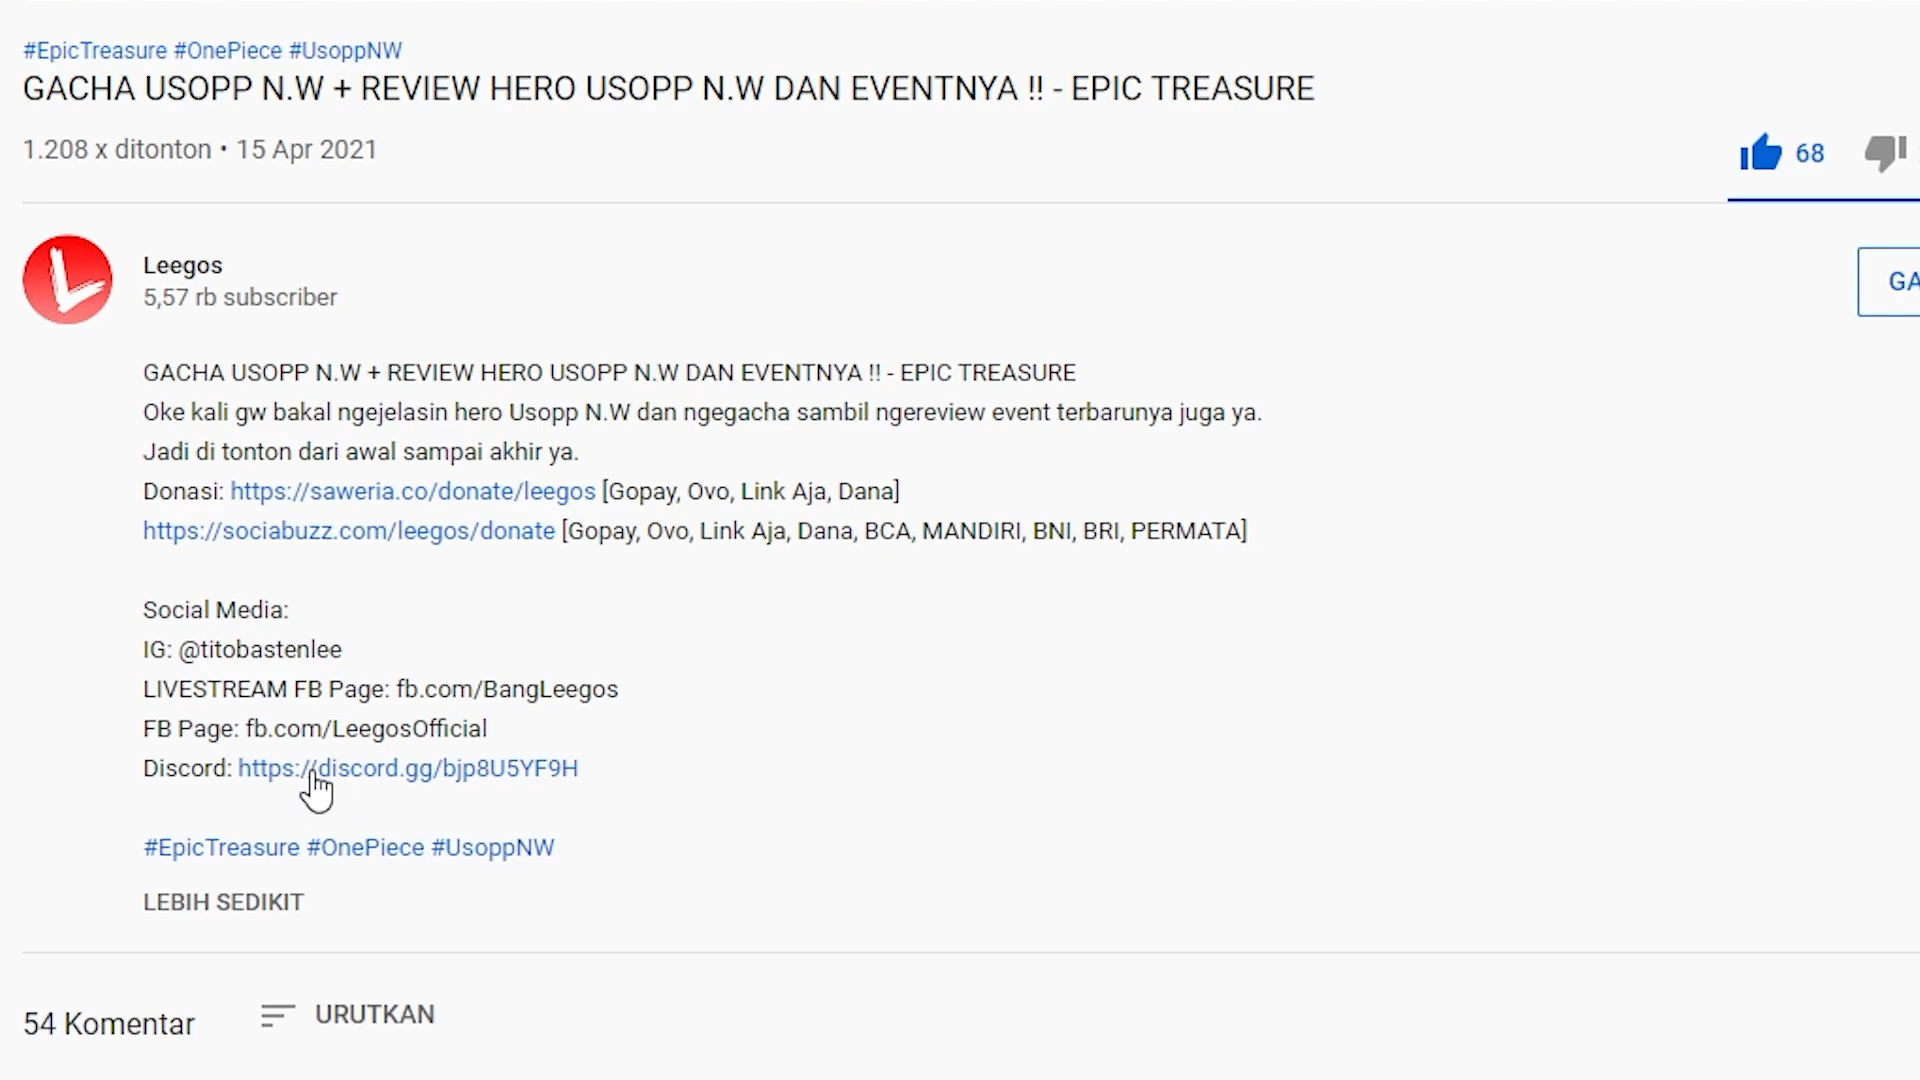 #EpicTreasure #OnePiece #UsoppNW
GACHA USOPP N.W + REVIEW HERO USOPP N.W DAN EVENTNYA !! - EPIC TREASURE
1.208 x ditonton • 15 Apr 2021
68
Leegos
5,57 rb subscriber
GA
GACHA USOPP N.W + REVIEW HERO USOPP N.W DAN EVENTNYA !! - EPIC TREASURE
Oke kali gw bakal ngejelasin hero Usopp N.W dan ngegacha sambil ngereview event terbarunya juga ya.
Jadi di tonton dari awal sampai akhir ya.
Donasi: https://saweria.co/donate/leegos [Gopay, Ovo, Link Aja, Dana]
https://sociabuzz.com/leegos/donate [Gopay, Ovo, Link Aja, Dana, BCA, MANDIRI, BNI, BRI, PERMATA]
Social Media:
IG: @titobastenlee
LIVESTREAM FB Page: fb.com/BangLeegos
FB Page: fb.com/LeegosOfficial
Discord: https://discord.gg/bjp8U5YF9H
#EpicTreasure #OnePiece #UsoppNW
LEBIH SEDIKIT
54 Komentar
URUTKAN